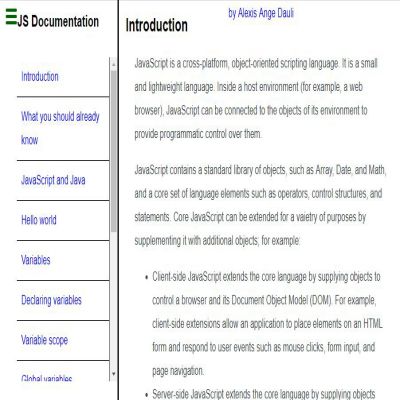 JS Documentation
Introduction
What you should already
know
JavaScript and Java
Hello world
Variables
Declaring variables
Variable scope
Global variables
by Alexis Ange Dauli
Introduction
JavaScript is a cross-platform, object-oriented scripting language. It is a small
and lightweight language. Inside a host environment (for example, a web
browser), JavaScript can be connected to the objects of its environment to
provide programmatic control over them.
JavaScript contains a standard library of objects, such as Array, Date, and Math,
and a core set of language elements such as operators, control structures, and
statements. Core JavaScript can be extended for a vaietry of purposes by
supplementing it with additional objects; for example:
• Client-side JavaScript extends the core language by supplying objects to
control a browser and its Document Object Model (DOM). For example,
client-side extensions allow an application to place elements on an HTML
form and respond to user events such as mouse clicks, form input, and
page navigation.
• Server-side JavaScript extends the core language by supplying objects